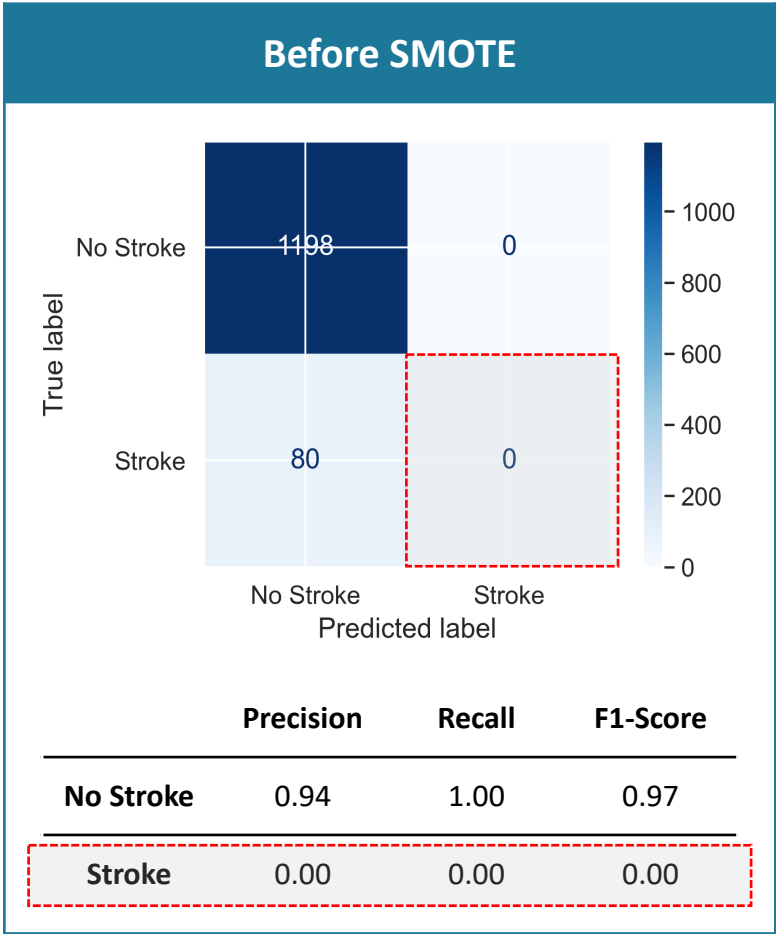 Before SMOTE
No Stroke 1198 0
Stroke 80 0
True label
No Stroke Stroke
Predicted label
1000
800
600
400
200
0
Precision Recall F1-Score
No Stroke 0.94 1.00 0.97
Stroke 0.00 0.00 0.00